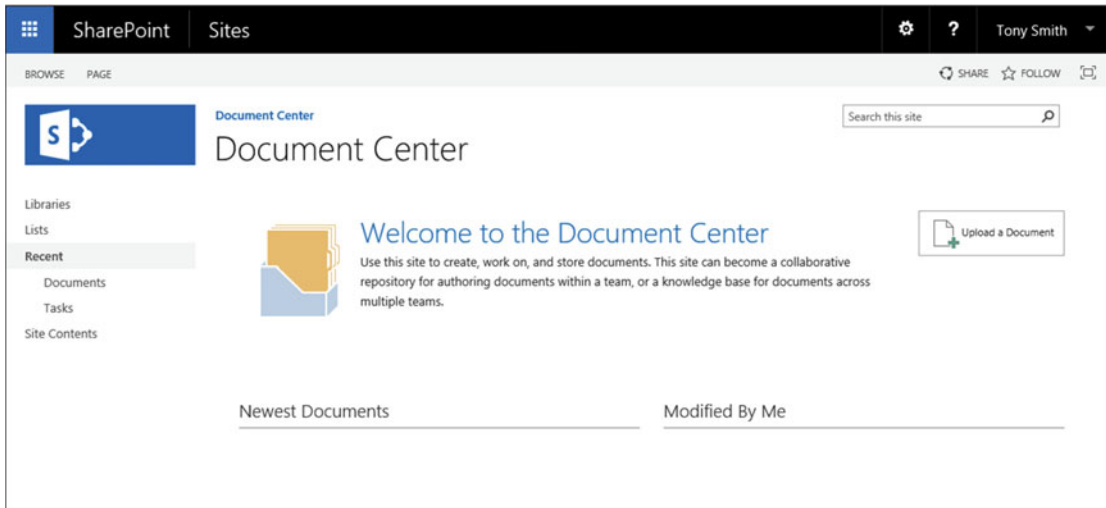 SharePoint Sites ? Tony Smith
BROWSE PAGE SHARE FOLLOW
S
Document Center
Search this site
Document Center
Libraries
Lists
Recent
Documents
Tasks
Site Contents
Welcome to the Document Center
Use this site to create, work on, and store documents. This site can become a collaborative
repository for authoring documents within a team, or a knowledge base for documents across
multiple teams.
Upload a Document
Newest Documents
Modified By Me